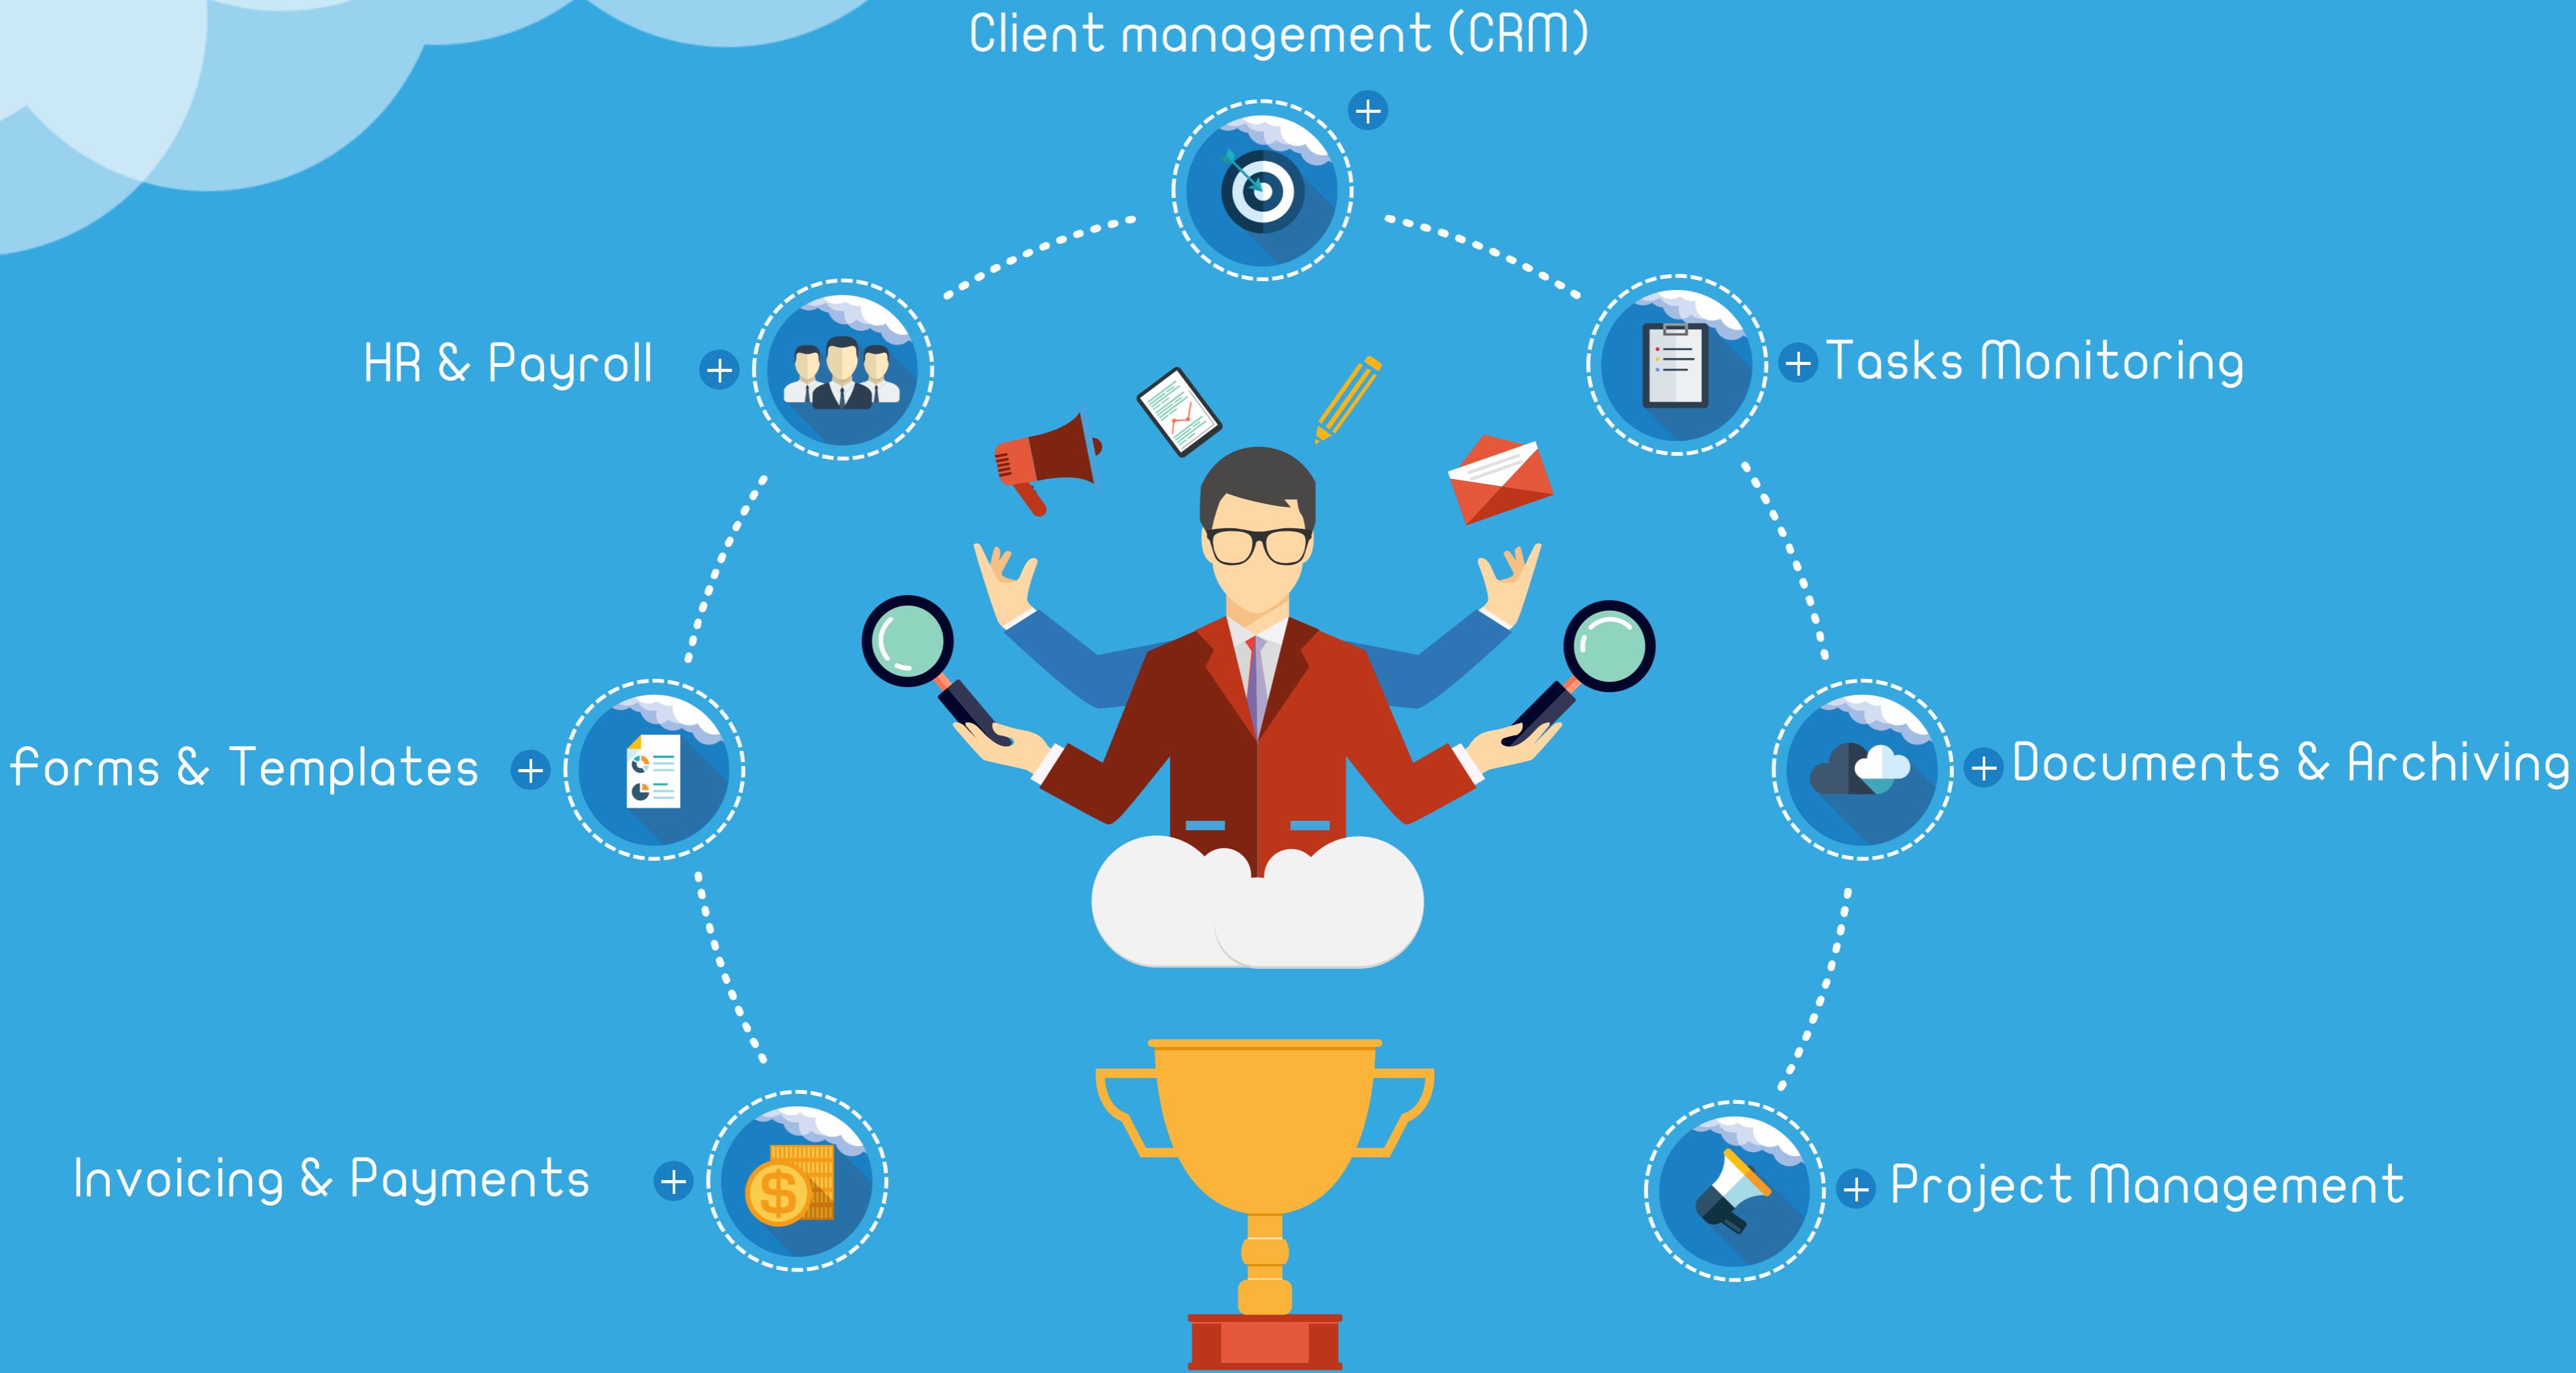 Client management (CRM)
HR & Payroll
Tasks Monitoring
Forms & Templates
Documents & Archiving
Invoicing & Payments
Project Management